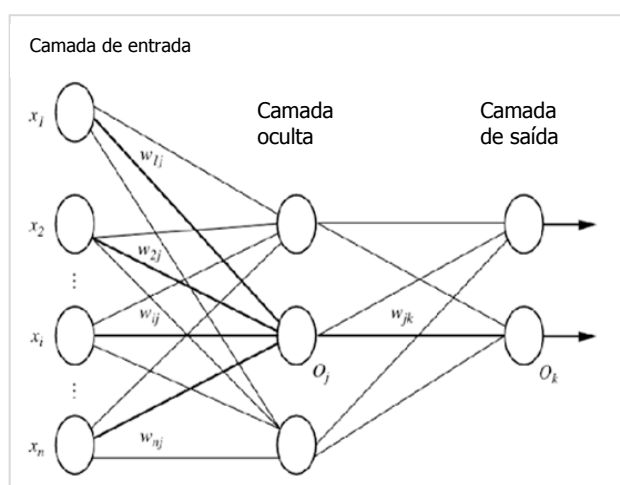 Camada de entrada
x₁
Camada
oculta
Camada
de saída
w₁ⱼ
x₂
w₂ⱼ
⋮
xᵢ
wᵢⱼ
wⱼₖ
Oⱼ
Oₖ
⋮
xₙ
wₙⱼ